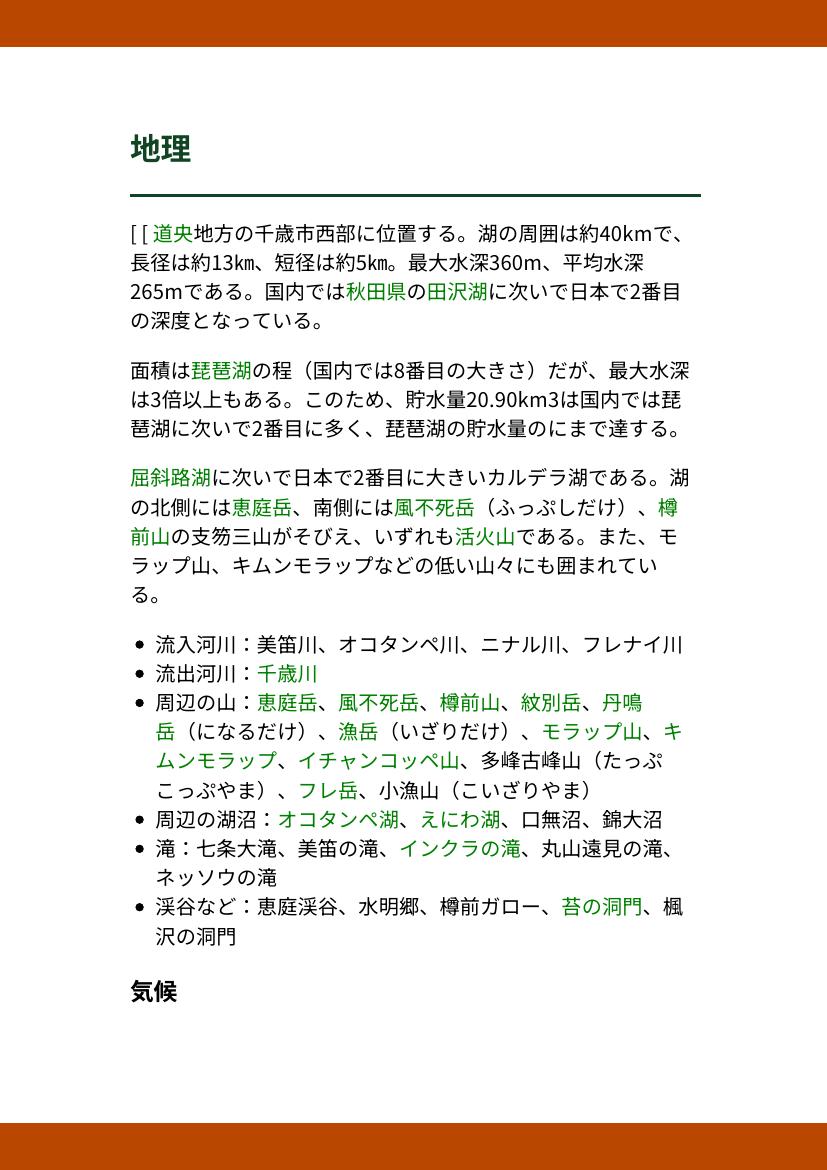 地理
[ [ 道央地方の千歳市西部に位置する。湖の周囲は約40kmで、
長径は約13㎞、短径は約5㎞。最大水深360m、平均水深
265mである。国内では秋田県の田沢湖に次いで日本で2番目
の深度となっている。
面積は琵琶湖の程（国内では8番目の大きさ）だが、最大水深
は3倍以上もある。このため、貯水量20.90km3は国内では琵
琶湖に次いで2番目に多く、琵琶湖の貯水量のにまで達する。
屈斜路湖に次いで日本で2番目に大きいカルデラ湖である。湖
の北側には恵庭岳、南側には風不死岳（ふっぷしだけ）、樽
前山の支笏三山がそびえ、いずれも活火山である。また、モ
ラップ山、キムンモラップなどの低い山々にも囲まれてい
る。
• 流入河川：美笛川、オコタンペ川、ニナル川、フレナイ川
• 流出河川：千歳川
• 周辺の山：恵庭岳、風不死岳、樽前山、紋別岳、丹鳴
岳（になるだけ）、漁岳（いざりだけ）、モラップ山、キ
ムンモラップ、イチャンコッペ山、多峰古峰山（たっぷ
こっぷやま）、フレ岳、小漁山（こいざりやま）
• 周辺の湖沼：オコタンペ湖、えにわ湖、口無沼、錦大沼
• 滝：七条大滝、美笛の滝、インクラの滝、丸山遠見の滝、
ネッソウの滝
• 渓谷など：恵庭渓谷、水明郷、樽前ガロー、苔の洞門、楓
沢の洞門
気候